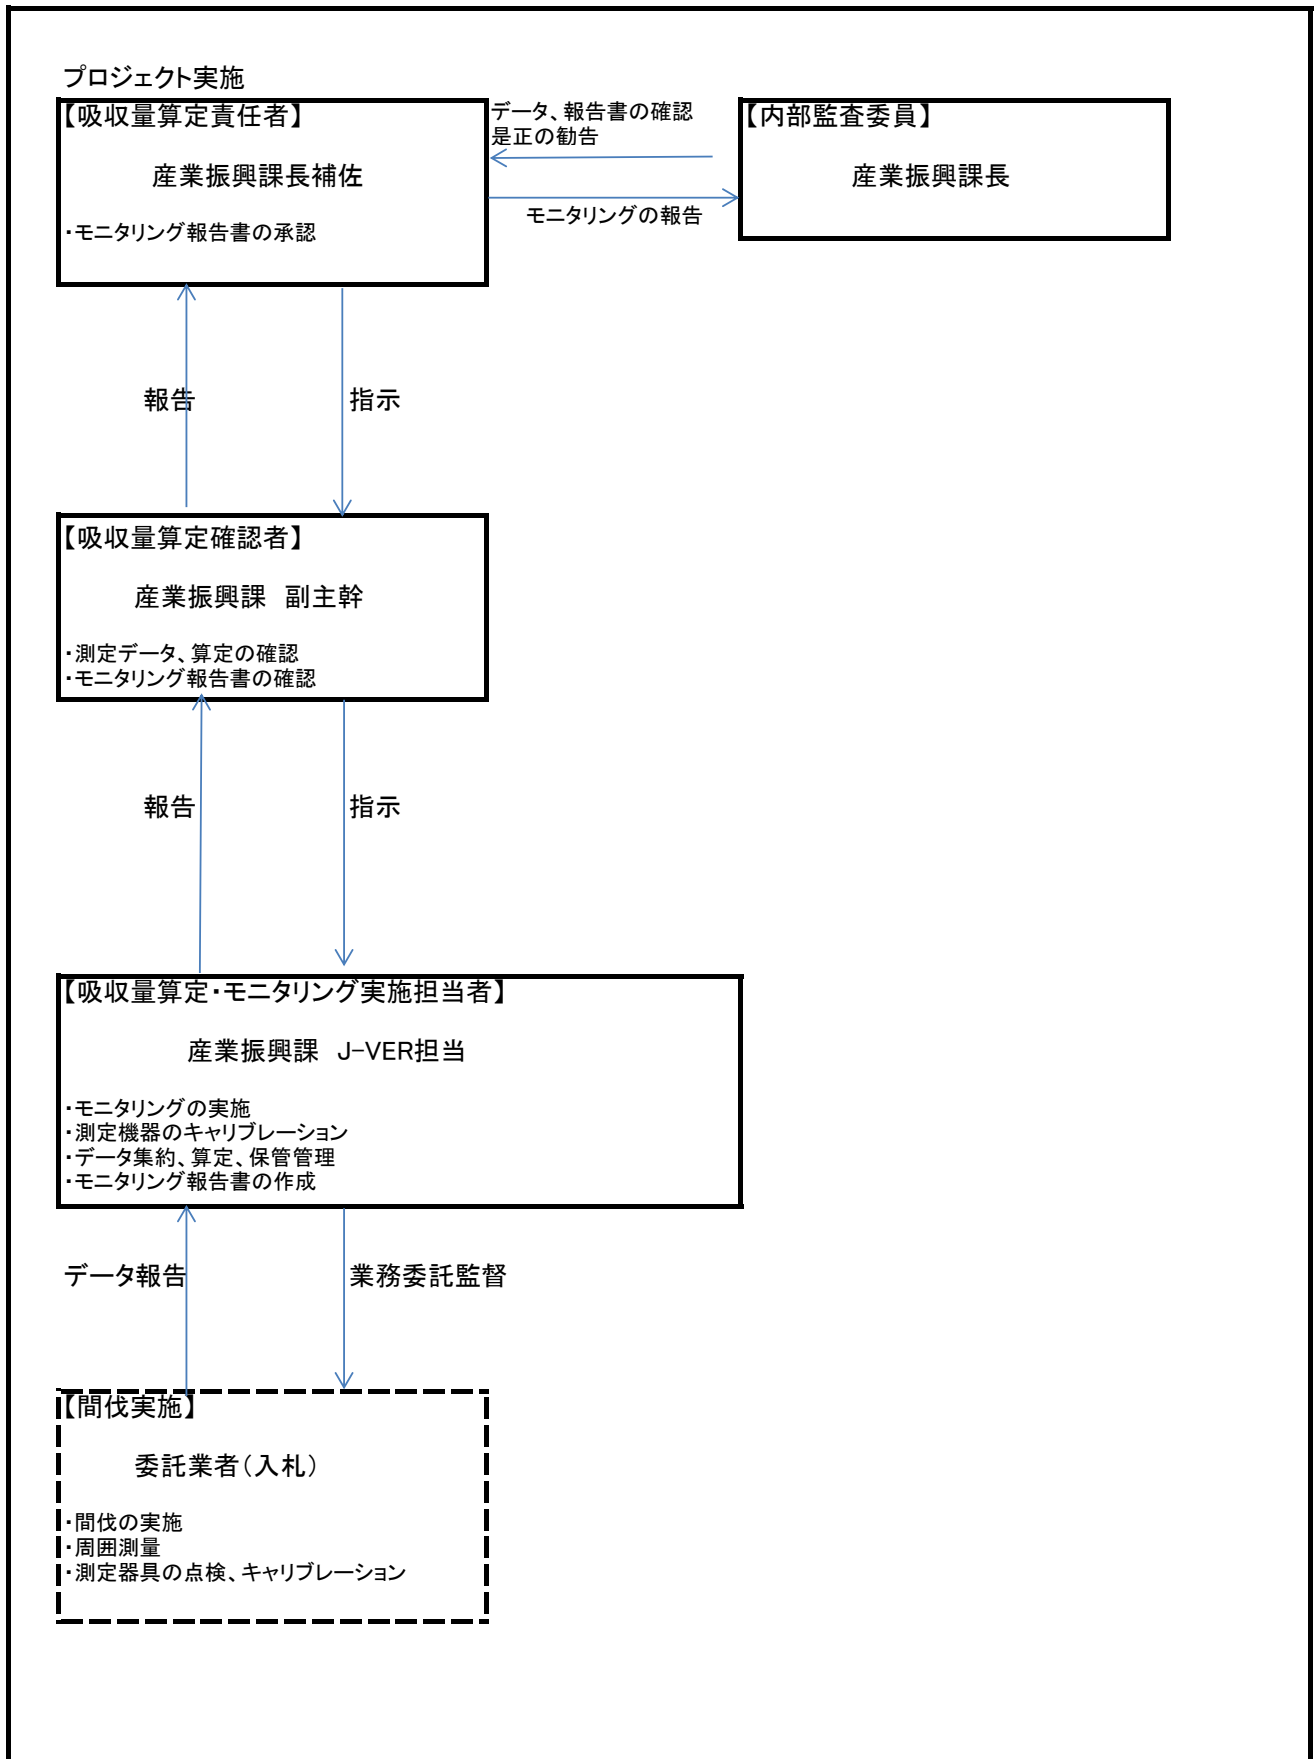 プロジェクト実施
【吸収量算定責任者】
産業振興課長補佐
・モニタリング報告書の承認
データ、報告書の確認
是正の勧告
モニタリングの報告
【内部監査委員】
産業振興課長
報告
指示
【吸収量算定確認者】
産業振興課　副主幹
・測定データ、算定の確認
・モニタリング報告書の確認
報告
指示
【吸収量算定・モニタリング実施担当者】
産業振興課　J-VER担当
・モニタリングの実施
・測定機器のキャリブレーション
・データ集約、算定、保管管理
・モニタリング報告書の作成
データ報告
業務委託監督
【間伐実施】
委託業者（入札）
・間伐の実施
・周囲測量
・測定器具の点検、キャリブレーション